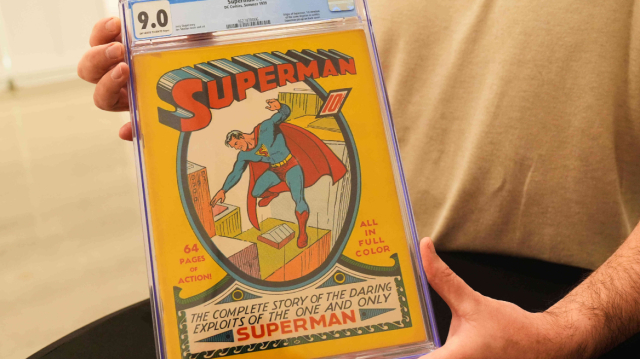 9.0
SUPERMAN
10¢
64
PAGES
OF
ACTION!
ALL
IN
FULL
COLOR
THE COMPLETE STORY OF THE DARING
EXPLOITS OF THE ONE AND ONLY
SUPERMAN